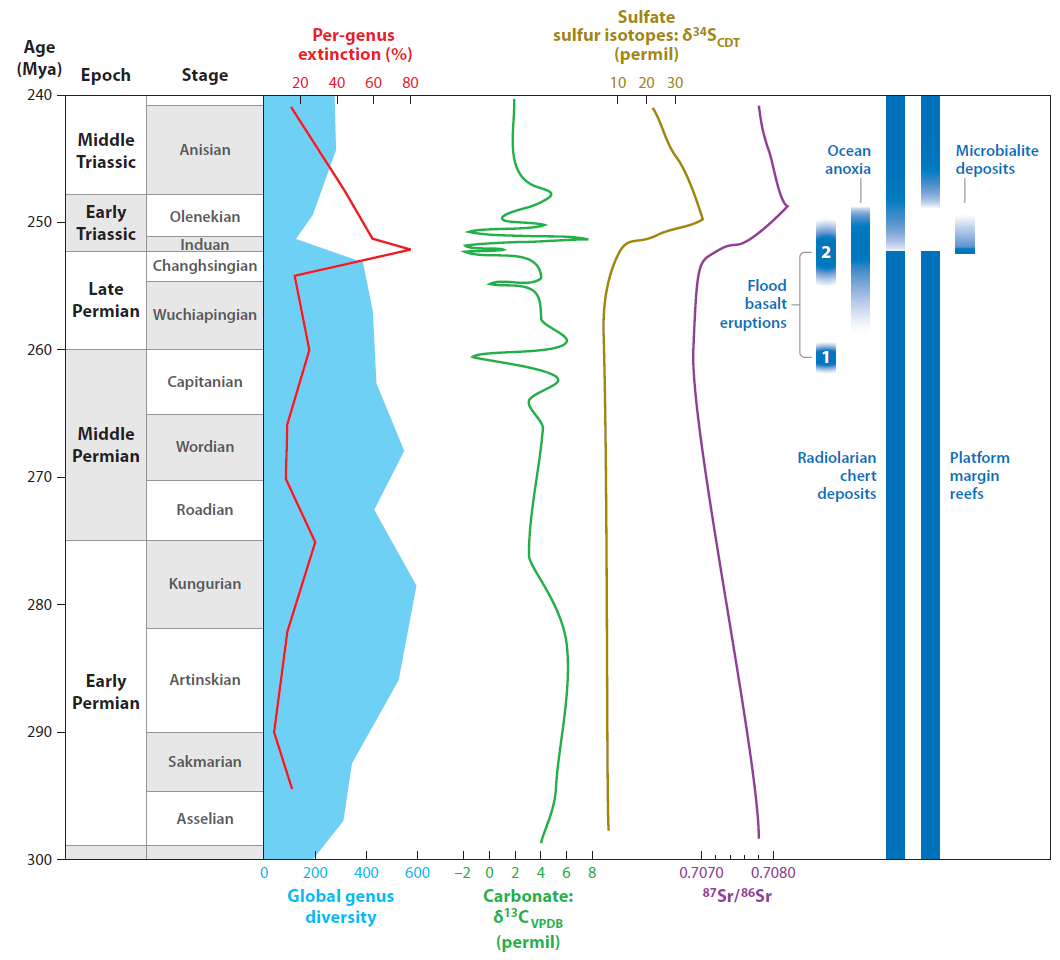 Age
(Mya)
Epoch
Stage
Per-genus
extinction (%)
20 40 60 80
Sulfate
sulfur isotopes: δ³⁴S_CDT
(permil)
10 20 30
240
250
260
270
280
290
300
Middle
Triassic
Early
Triassic
Late
Permian
Middle
Permian
Early
Permian
Anisian
Olenekian
Induan
Changhsingian
Wuchiapingian
Capitanian
Wordian
Roadian
Kungurian
Artinskian
Sakmarian
Asselian
Ocean
anoxia
Microbialite
deposits
2
Flood
basalt
eruptions
1
Radiolarian
chert
deposits
Platform
margin
reefs
0 200 400 600
Global genus
diversity
−2 0 2 4 6 8
Carbonate:
δ¹³C_VPDB
(permil)
0.7070 0.7080
⁸⁷Sr/⁸⁶Sr